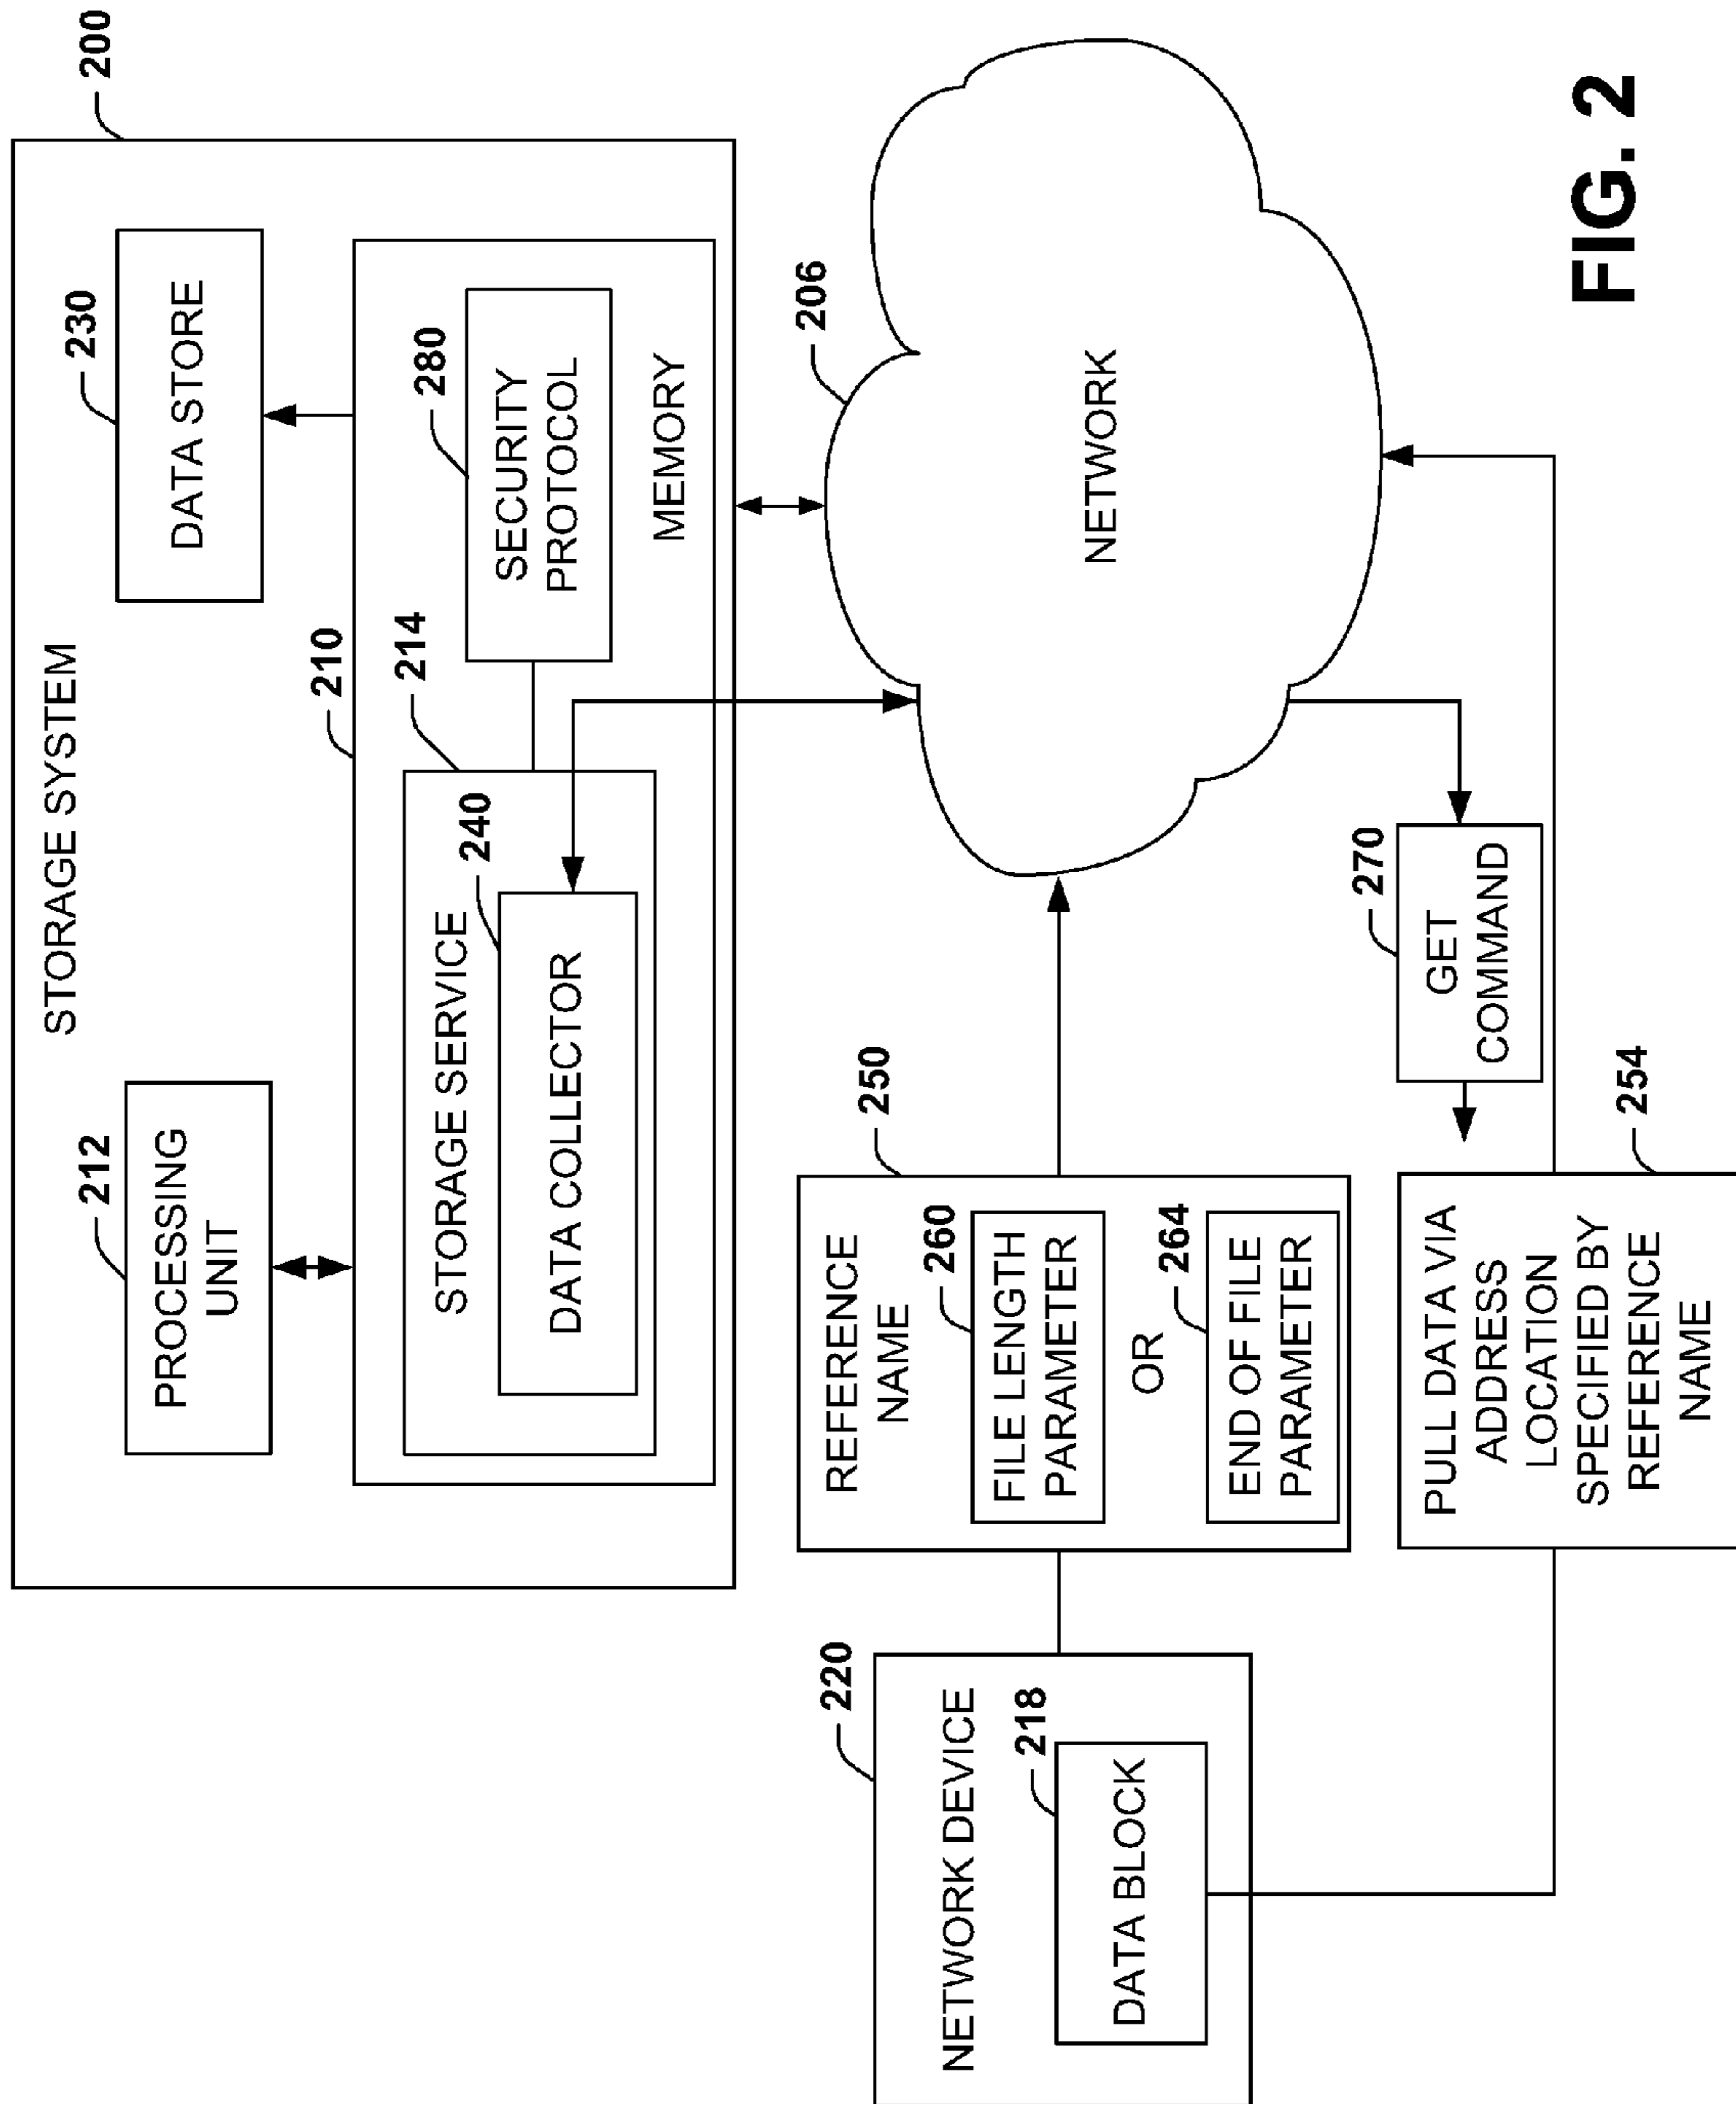 STORAGE SYSTEM
200
212
PROCESSING
UNIT
230
DATA STORE
210
STORAGE SERVICE
214
240
DATA COLLECTOR
280
SECURITY
PROTOCOL
MEMORY
220
NETWORK DEVICE
218
DATA BLOCK
250
REFERENCE
NAME
260
FILE LENGTH
PARAMETER
OR
264
END OF FILE
PARAMETER
206
NETWORK
270
GET
COMMAND
254
PULL DATA VIA
ADDRESS
LOCATION
SPECIFIED BY
REFERENCE
NAME
FIG. 2